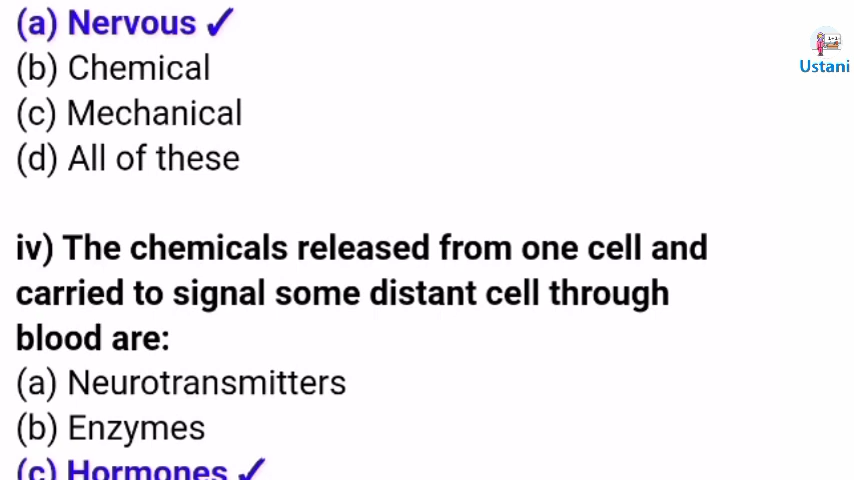 (a) Nervous ✓
(b) Chemical
(c) Mechanical
(d) All of these
Ustani
iv) The chemicals released from one cell and
carried to signal some distant cell through
blood are:
(a) Neurotransmitters
(b) Enzymes
(c) Hormones ✓